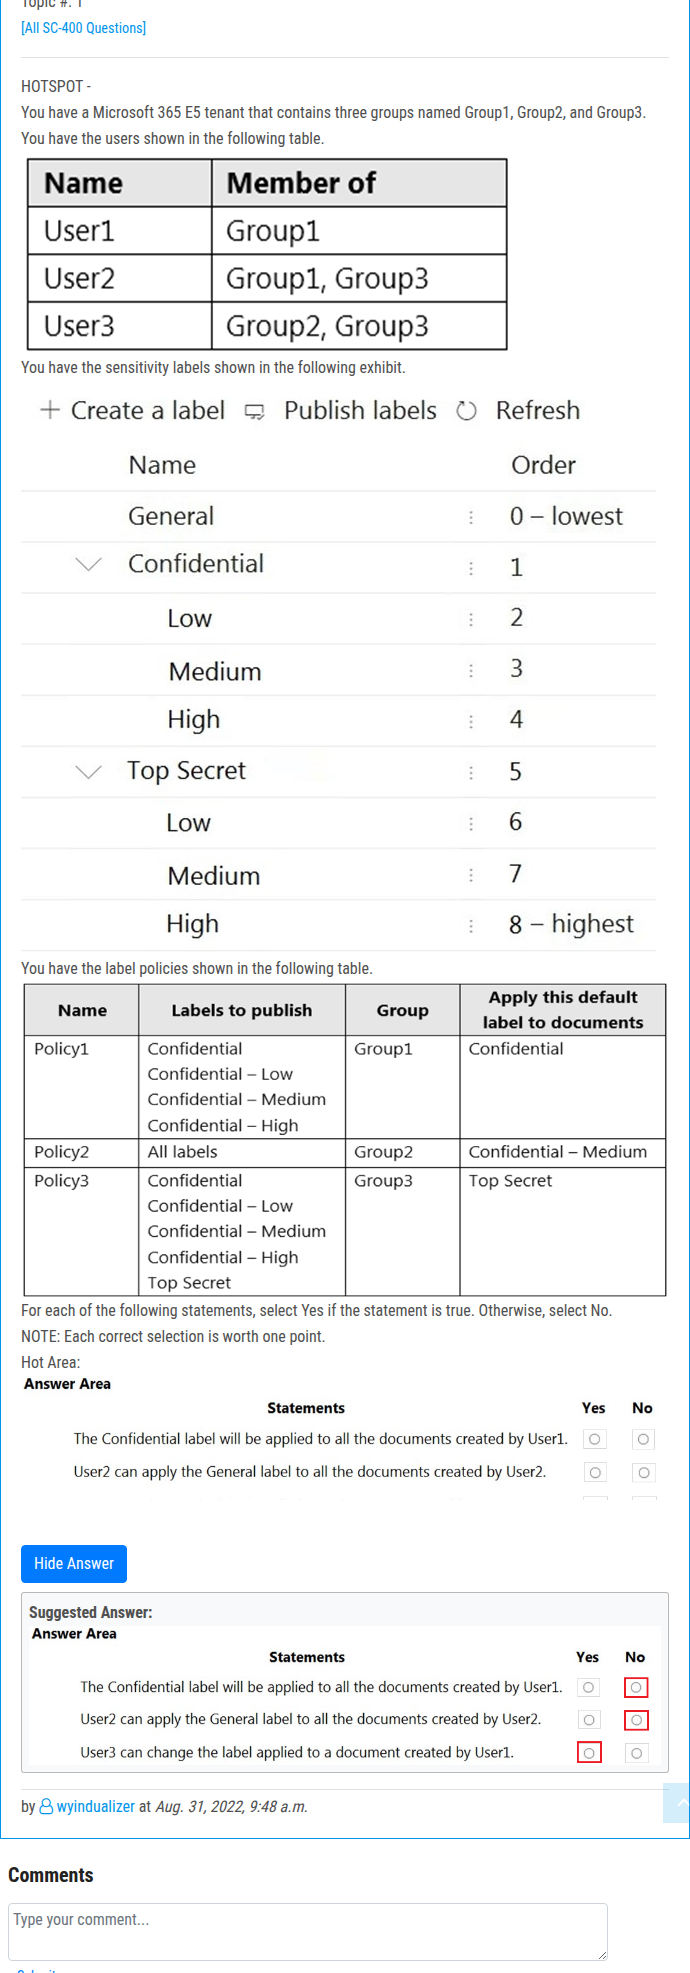 Topic #: 1
[All SC-400 Questions]
HOTSPOT -
You have a Microsoft 365 E5 tenant that contains three groups named Group1, Group2, and Group3.
You have the users shown in the following table.
Name Member of
User1 Group1
User2 Group1, Group3
User3 Group2, Group3
You have the sensitivity labels shown in the following exhibit.
+ Create a label Publish labels Refresh
Name Order
General 0 – lowest
Confidential 1
Low 2
Medium 3
High 4
Top Secret 5
Low 6
Medium 7
High 8 – highest
You have the label policies shown in the following table.
Name Labels to publish Group Apply this default label to documents
Policy1 Confidential Group1 Confidential
Confidential – Low
Confidential – Medium
Confidential – High
Policy2 All labels Group2 Confidential – Medium
Policy3 Confidential Group3 Top Secret
Confidential – Low
Confidential – Medium
Confidential – High
Top Secret
For each of the following statements, select Yes if the statement is true. Otherwise, select No.
NOTE: Each correct selection is worth one point.
Hot Area:
Answer Area
Statements Yes No
The Confidential label will be applied to all the documents created by User1.
User2 can apply the General label to all the documents created by User2.
Hide Answer
Suggested Answer:
Answer Area
Statements Yes No
The Confidential label will be applied to all the documents created by User1.
User2 can apply the General label to all the documents created by User2.
User3 can change the label applied to a document created by User1.
by wyindualizer at Aug. 31, 2022, 9:48 a.m.
Comments
Type your comment...